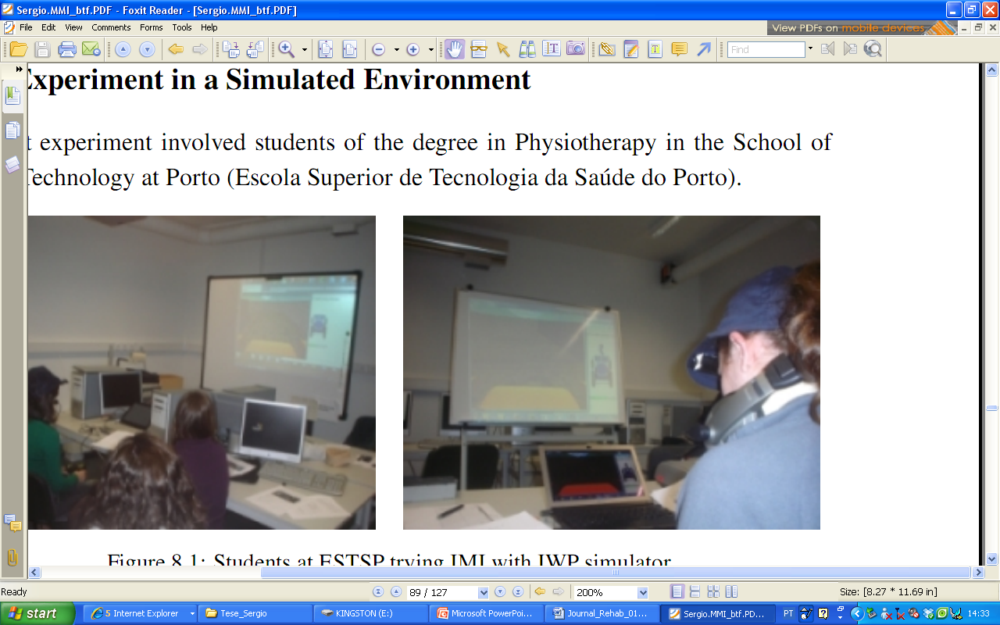 Sergio.MMI_btf.PDF - Foxit Reader - [Sergio.MMI_btf.PDF]
File Edit View Comments Forms Tools Help
View PDFs on mobile devices
Find
Experiment in a Simulated Environment
t experiment involved students of the degree in Physiotherapy in the School of
Technology at Porto (Escola Superior de Tecnologia da Saúde do Porto).
Figure 8.1: Students at ESTSP trying IMI with IWP simulator
Ready
89 / 127
200%
Size: [8.27 * 11.69 in]
start
5 Internet Explorer
Tese_Sergio
KINGSTON (E:)
Microsoft PowerPoi...
Journal_Rehab_01...
Sergio.MMI_btf.PD...
PT
14:33